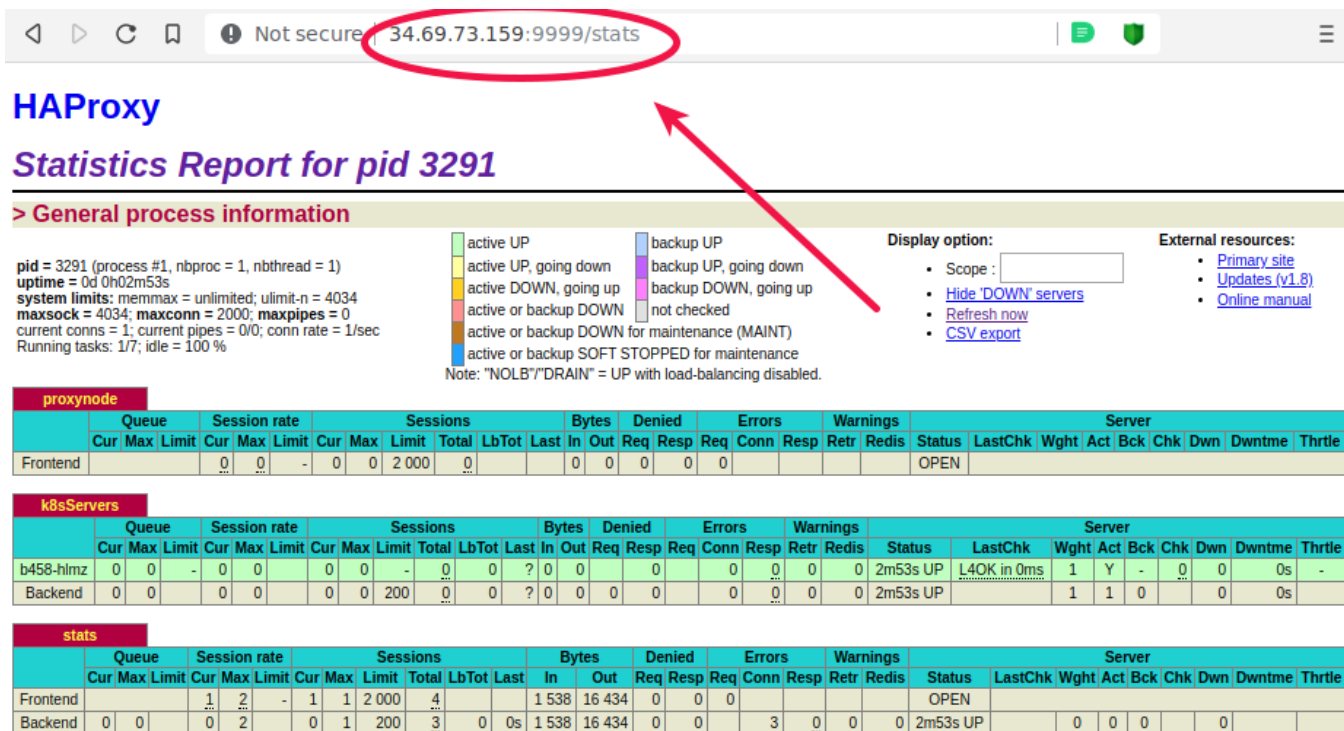 Not secure 34.69.73.159:9999/stats
HAProxy
Statistics Report for pid 3291
> General process information
pid = 3291 (process #1, nbproc = 1, nbthread = 1)
uptime = 0d 0h02m53s
system limits: memmax = unlimited; ulimit-n = 4034
maxsock = 4034; maxconn = 2000; maxpipes = 0
current conns = 1; current pipes = 0/0; conn rate = 1/sec
Running tasks: 1/7; idle = 100 %
active UP backup UP
active UP, going down backup UP, going down
active DOWN, going up backup DOWN, going up
active or backup DOWN not checked
active or backup DOWN for maintenance (MAINT)
active or backup SOFT STOPPED for maintenance
Note: "NOLB"/"DRAIN" = UP with load-balancing disabled.
Display option:
• Scope :
• Hide 'DOWN' servers
• Refresh now
• CSV export
External resources:
• Primary site
• Updates (v1.8)
• Online manual
proxynode
Queue Session rate Sessions Bytes Denied Errors Warnings Server
Cur Max Limit Cur Max Limit Cur Max Limit Total LbTot Last In Out Req Resp Req Conn Resp Retr Redis Status LastChk Wght Act Bck Chk Dwn Dwntme Thrtle
Frontend 0 0 - 0 0 2 000 0 0 0 0 0 0 OPEN
k8sServers
Queue Session rate Sessions Bytes Denied Errors Warnings Server
Cur Max Limit Cur Max Limit Cur Max Limit Total LbTot Last In Out Req Resp Req Conn Resp Retr Redis Status LastChk Wght Act Bck Chk Dwn Dwntme Thrtle
b458-hlmz 0 0 - 0 0 0 0 - 0 0 ? 0 0 0 0 0 0 0 2m53s UP L4OK in 0ms 1 Y - 0 0 0s -
Backend 0 0 0 0 0 0 200 0 0 ? 0 0 0 0 0 0 0 0 2m53s UP 1 1 0 0 0s
stats
Queue Session rate Sessions Bytes Denied Errors Warnings Server
Cur Max Limit Cur Max Limit Cur Max Limit Total LbTot Last In Out Req Resp Req Conn Resp Retr Redis Status LastChk Wght Act Bck Chk Dwn Dwntme Thrtle
Frontend 1 2 - 1 1 2 000 4 1 538 16 434 0 0 0 OPEN
Backend 0 0 0 2 0 1 200 3 0 0s 1 538 16 434 0 0 3 0 0 0 2m53s UP 0 0 0 0